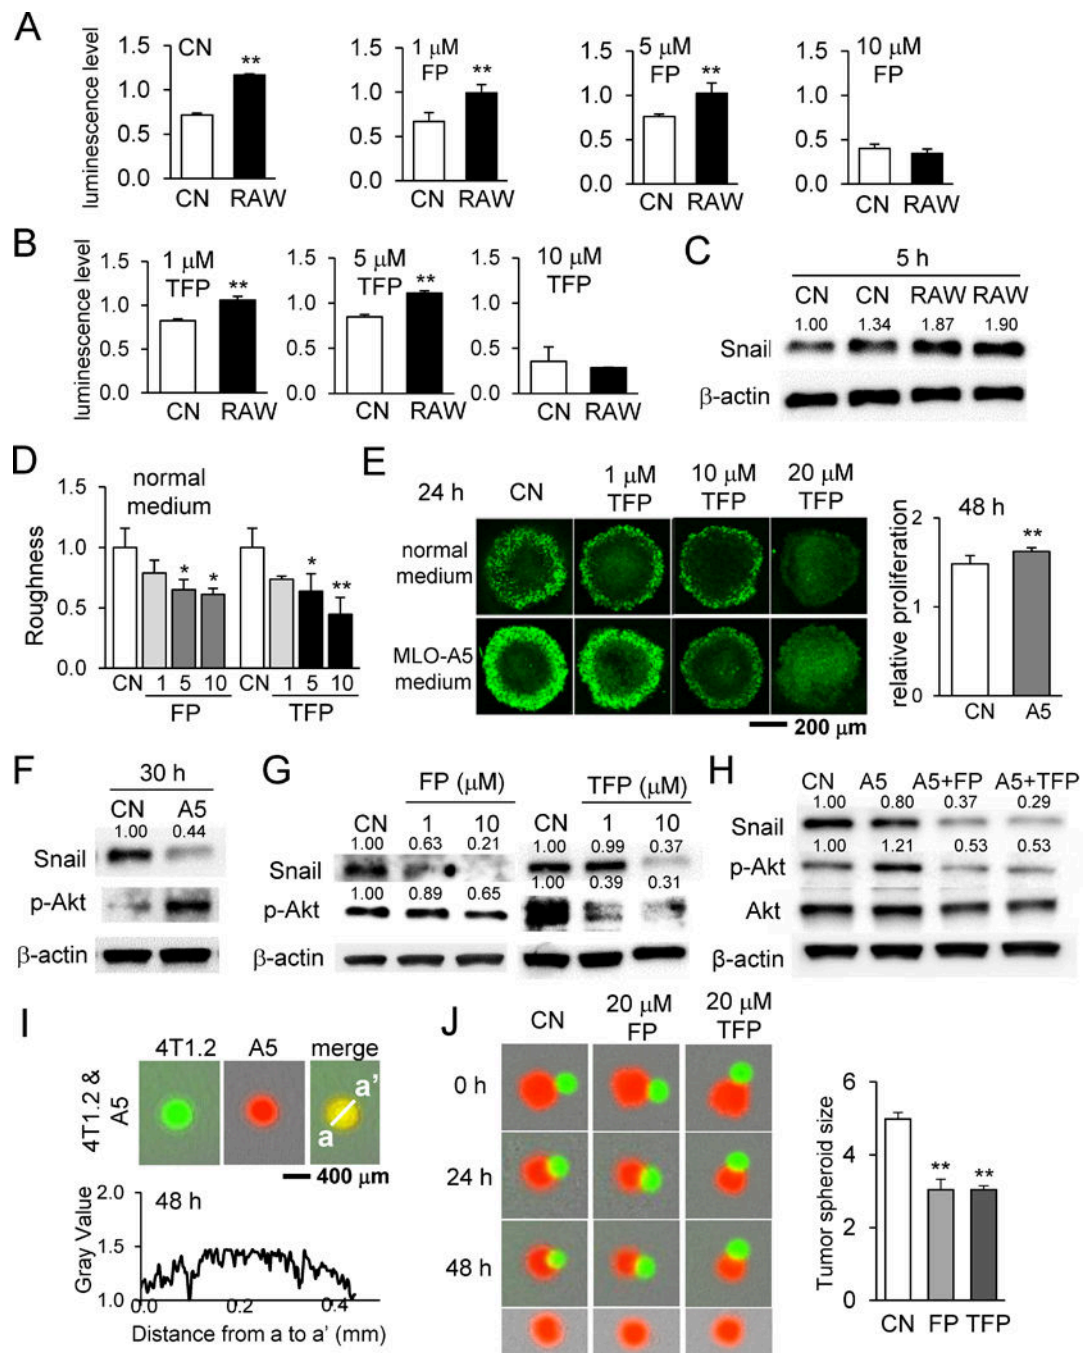 A
luminescence level
1.5
1.0
0.5
0.0
CN
**
CN RAW
1.5
1.0
0.5
0.0
1 μM
FP
**
CN RAW
1.5
1.0
0.5
0.0
5 μM
FP
**
CN RAW
1.5
1.0
0.5
0.0
10 μM
FP
CN RAW
B
luminescence level
1.5
1.0
0.5
0.0
1 μM
TFP
**
CN RAW
1.5
1.0
0.5
0.0
5 μM
TFP
**
CN RAW
1.5
1.0
0.5
0.0
10 μM
TFP
CN RAW
C
5 h
CN CN RAW RAW
1.00 1.34 1.87 1.90
Snail
β-actin
D
Roughness
1.5
1.0
0.5
0.0
normal
medium
* * * **
CN 1 5 10 CN 1 5 10
FP TFP
E
24 h CN 1 μM TFP 10 μM TFP 20 μM TFP
normal
medium
MLO-A5
medium
200 μm
relative proliferation
2
1
0
48 h
**
CN A5
F
30 h
CN A5
1.00 0.44
Snail
p-Akt
β-actin
G
FP (μM) TFP (μM)
CN 1 10 CN 1 10
1.00 0.63 0.21 1.00 0.99 0.37
Snail
1.00 0.89 0.65 1.00 0.39 0.31
p-Akt
β-actin
H
CN A5 A5+FP A5+TFP
1.00 0.80 0.37 0.29
Snail
1.00 1.21 0.53 0.53
p-Akt
Akt
β-actin
I
4T1.2 A5 merge
4T1.2 &
A5
a'
a
400 μm
Gray Value
2.0
1.5
1.0
48 h
0.0 0.2 0.4
Distance from a to a' (mm)
J
CN 20 μM FP 20 μM TFP
0 h
24 h
48 h
Tumor spheroid size
6
4
2
0
** **
CN FP TFP